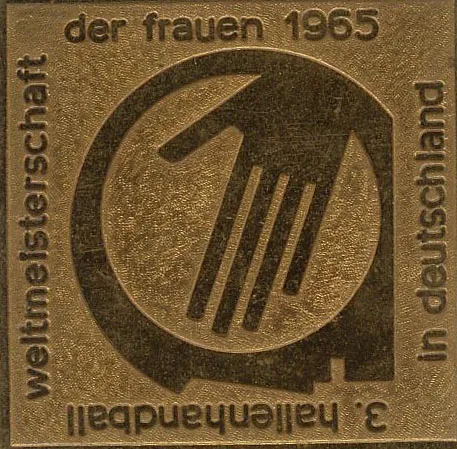 3. hallenhandball
weltmeisterschaft
der frauen 1965
in deutschland